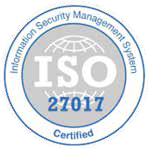 Information Security Management System
ISO
27017
Certified